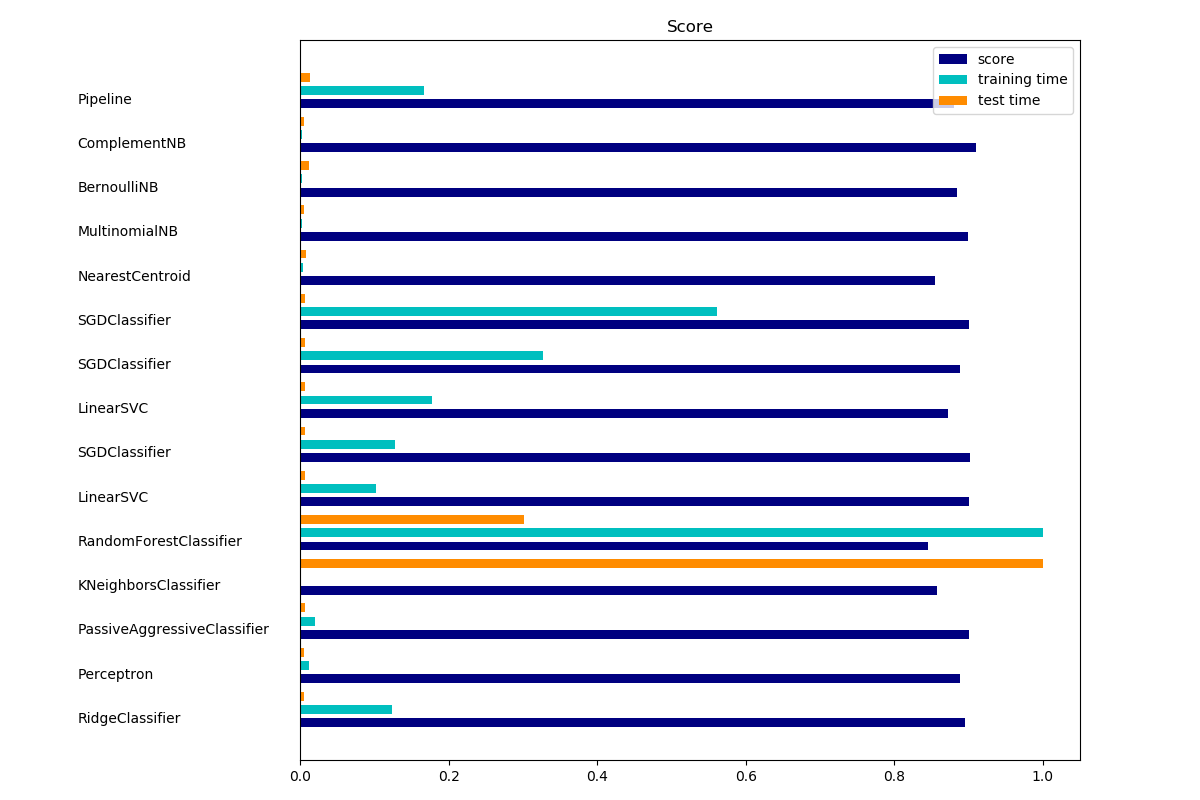 Score
score
training time
test time
Pipeline
ComplementNB
BernoulliNB
MultinomialNB
NearestCentroid
SGDClassifier
SGDClassifier
LinearSVC
SGDClassifier
LinearSVC
RandomForestClassifier
KNeighborsClassifier
PassiveAggressiveClassifier
Perceptron
RidgeClassifier
0.0 0.2 0.4 0.6 0.8 1.0